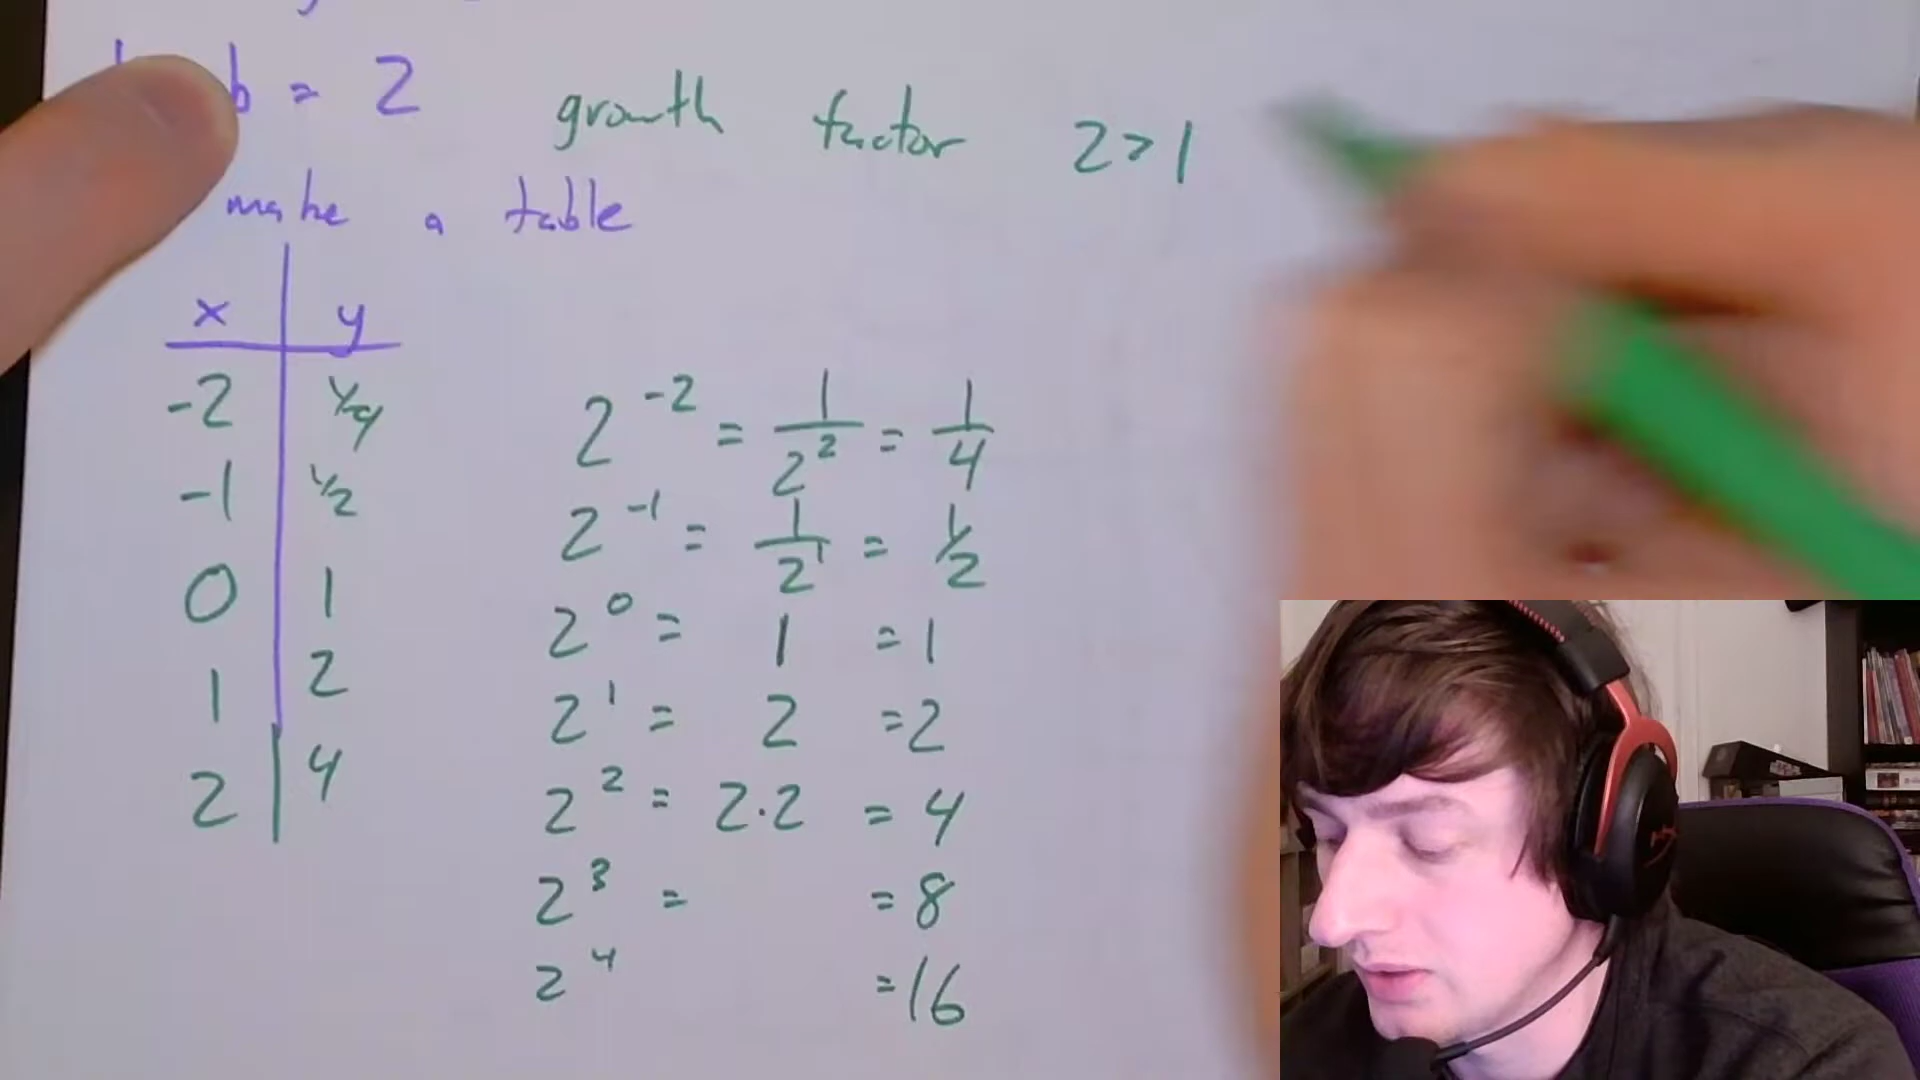 b = 2 growth factor 2 > 1
make a table
x y
-2 1/4
-1 1/2
0 1
1 2
2 4
2^-2 = 1/2^2 = 1/4
2^-1 = 1/2^1 = 1/2
2^0 = 1 = 1
2^1 = 2 = 2
2^2 = 2·2 = 4
2^3 = = 8
2^4 = 16